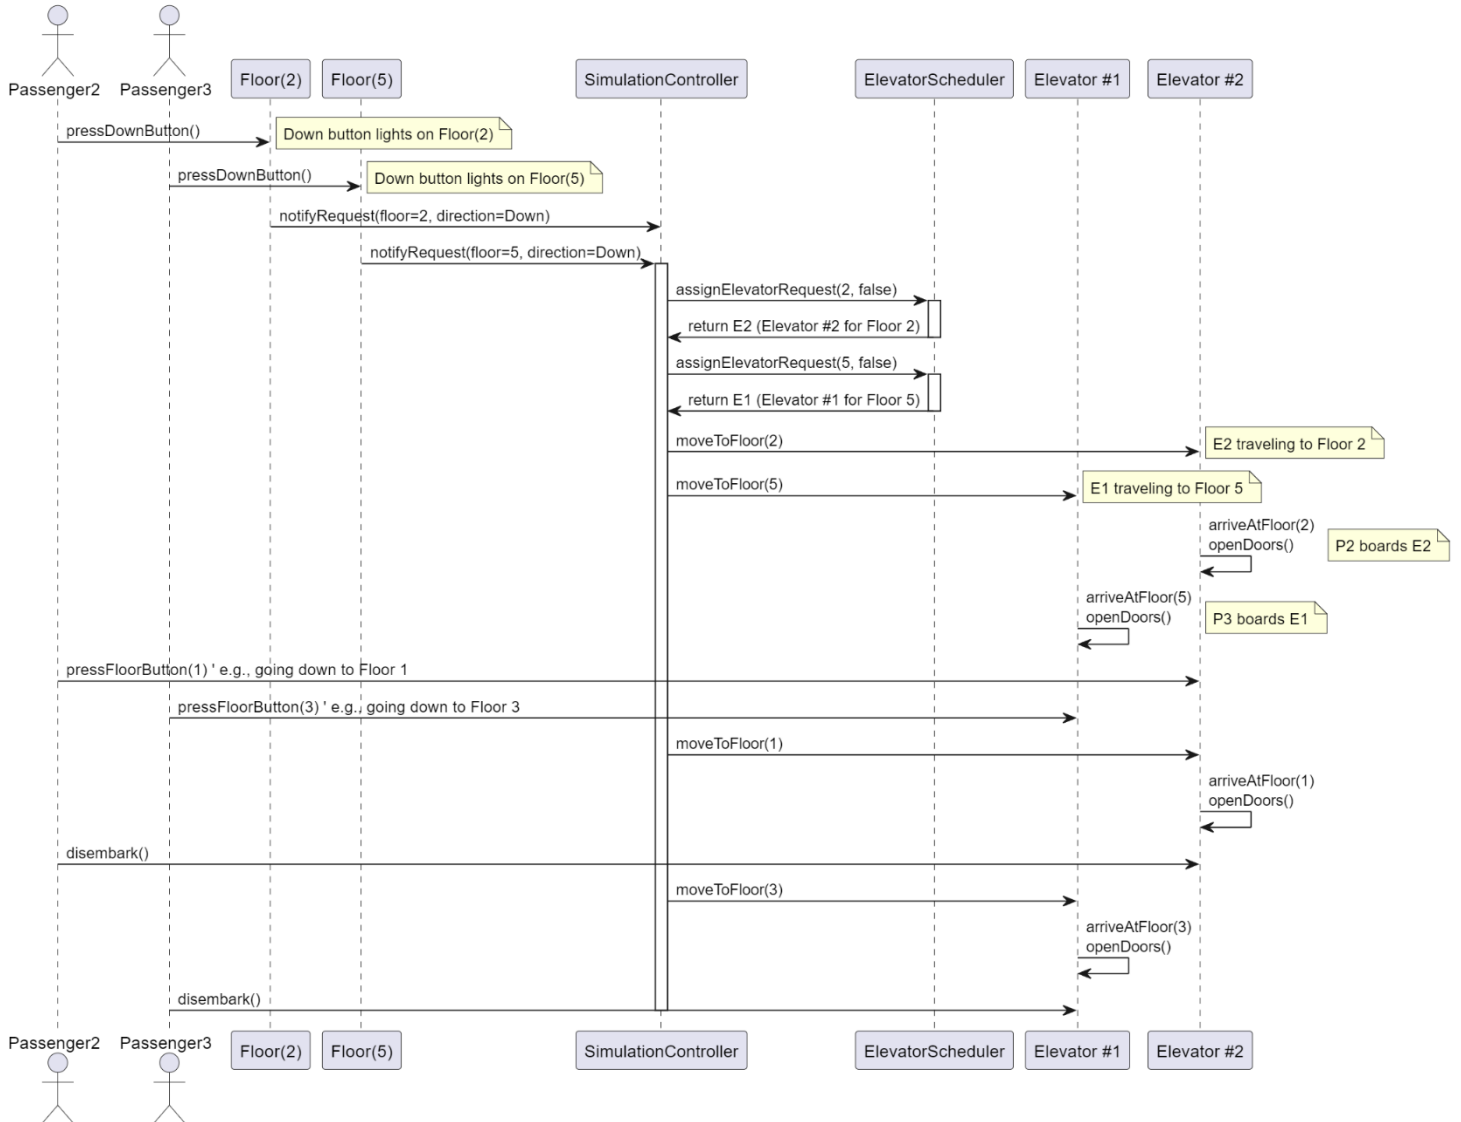 Passenger2
Passenger3
Floor(2)
Floor(5)
SimulationController
ElevatorScheduler
Elevator #1
Elevator #2
pressDownButton()
Down button lights on Floor(2)
pressDownButton()
Down button lights on Floor(5)
notifyRequest(floor=2, direction=Down)
notifyRequest(floor=5, direction=Down)
assignElevatorRequest(2, false)
return E2 (Elevator #2 for Floor 2)
assignElevatorRequest(5, false)
return E1 (Elevator #1 for Floor 5)
moveToFloor(2)
E2 traveling to Floor 2
moveToFloor(5)
E1 traveling to Floor 5
arriveAtFloor(2)
openDoors()
P2 boards E2
arriveAtFloor(5)
openDoors()
P3 boards E1
pressFloorButton(1) ' e.g., going down to Floor 1
pressFloorButton(3) ' e.g., going down to Floor 3
moveToFloor(1)
arriveAtFloor(1)
openDoors()
disembark()
moveToFloor(3)
arriveAtFloor(3)
openDoors()
disembark()
Passenger2
Passenger3
Floor(2)
Floor(5)
SimulationController
ElevatorScheduler
Elevator #1
Elevator #2